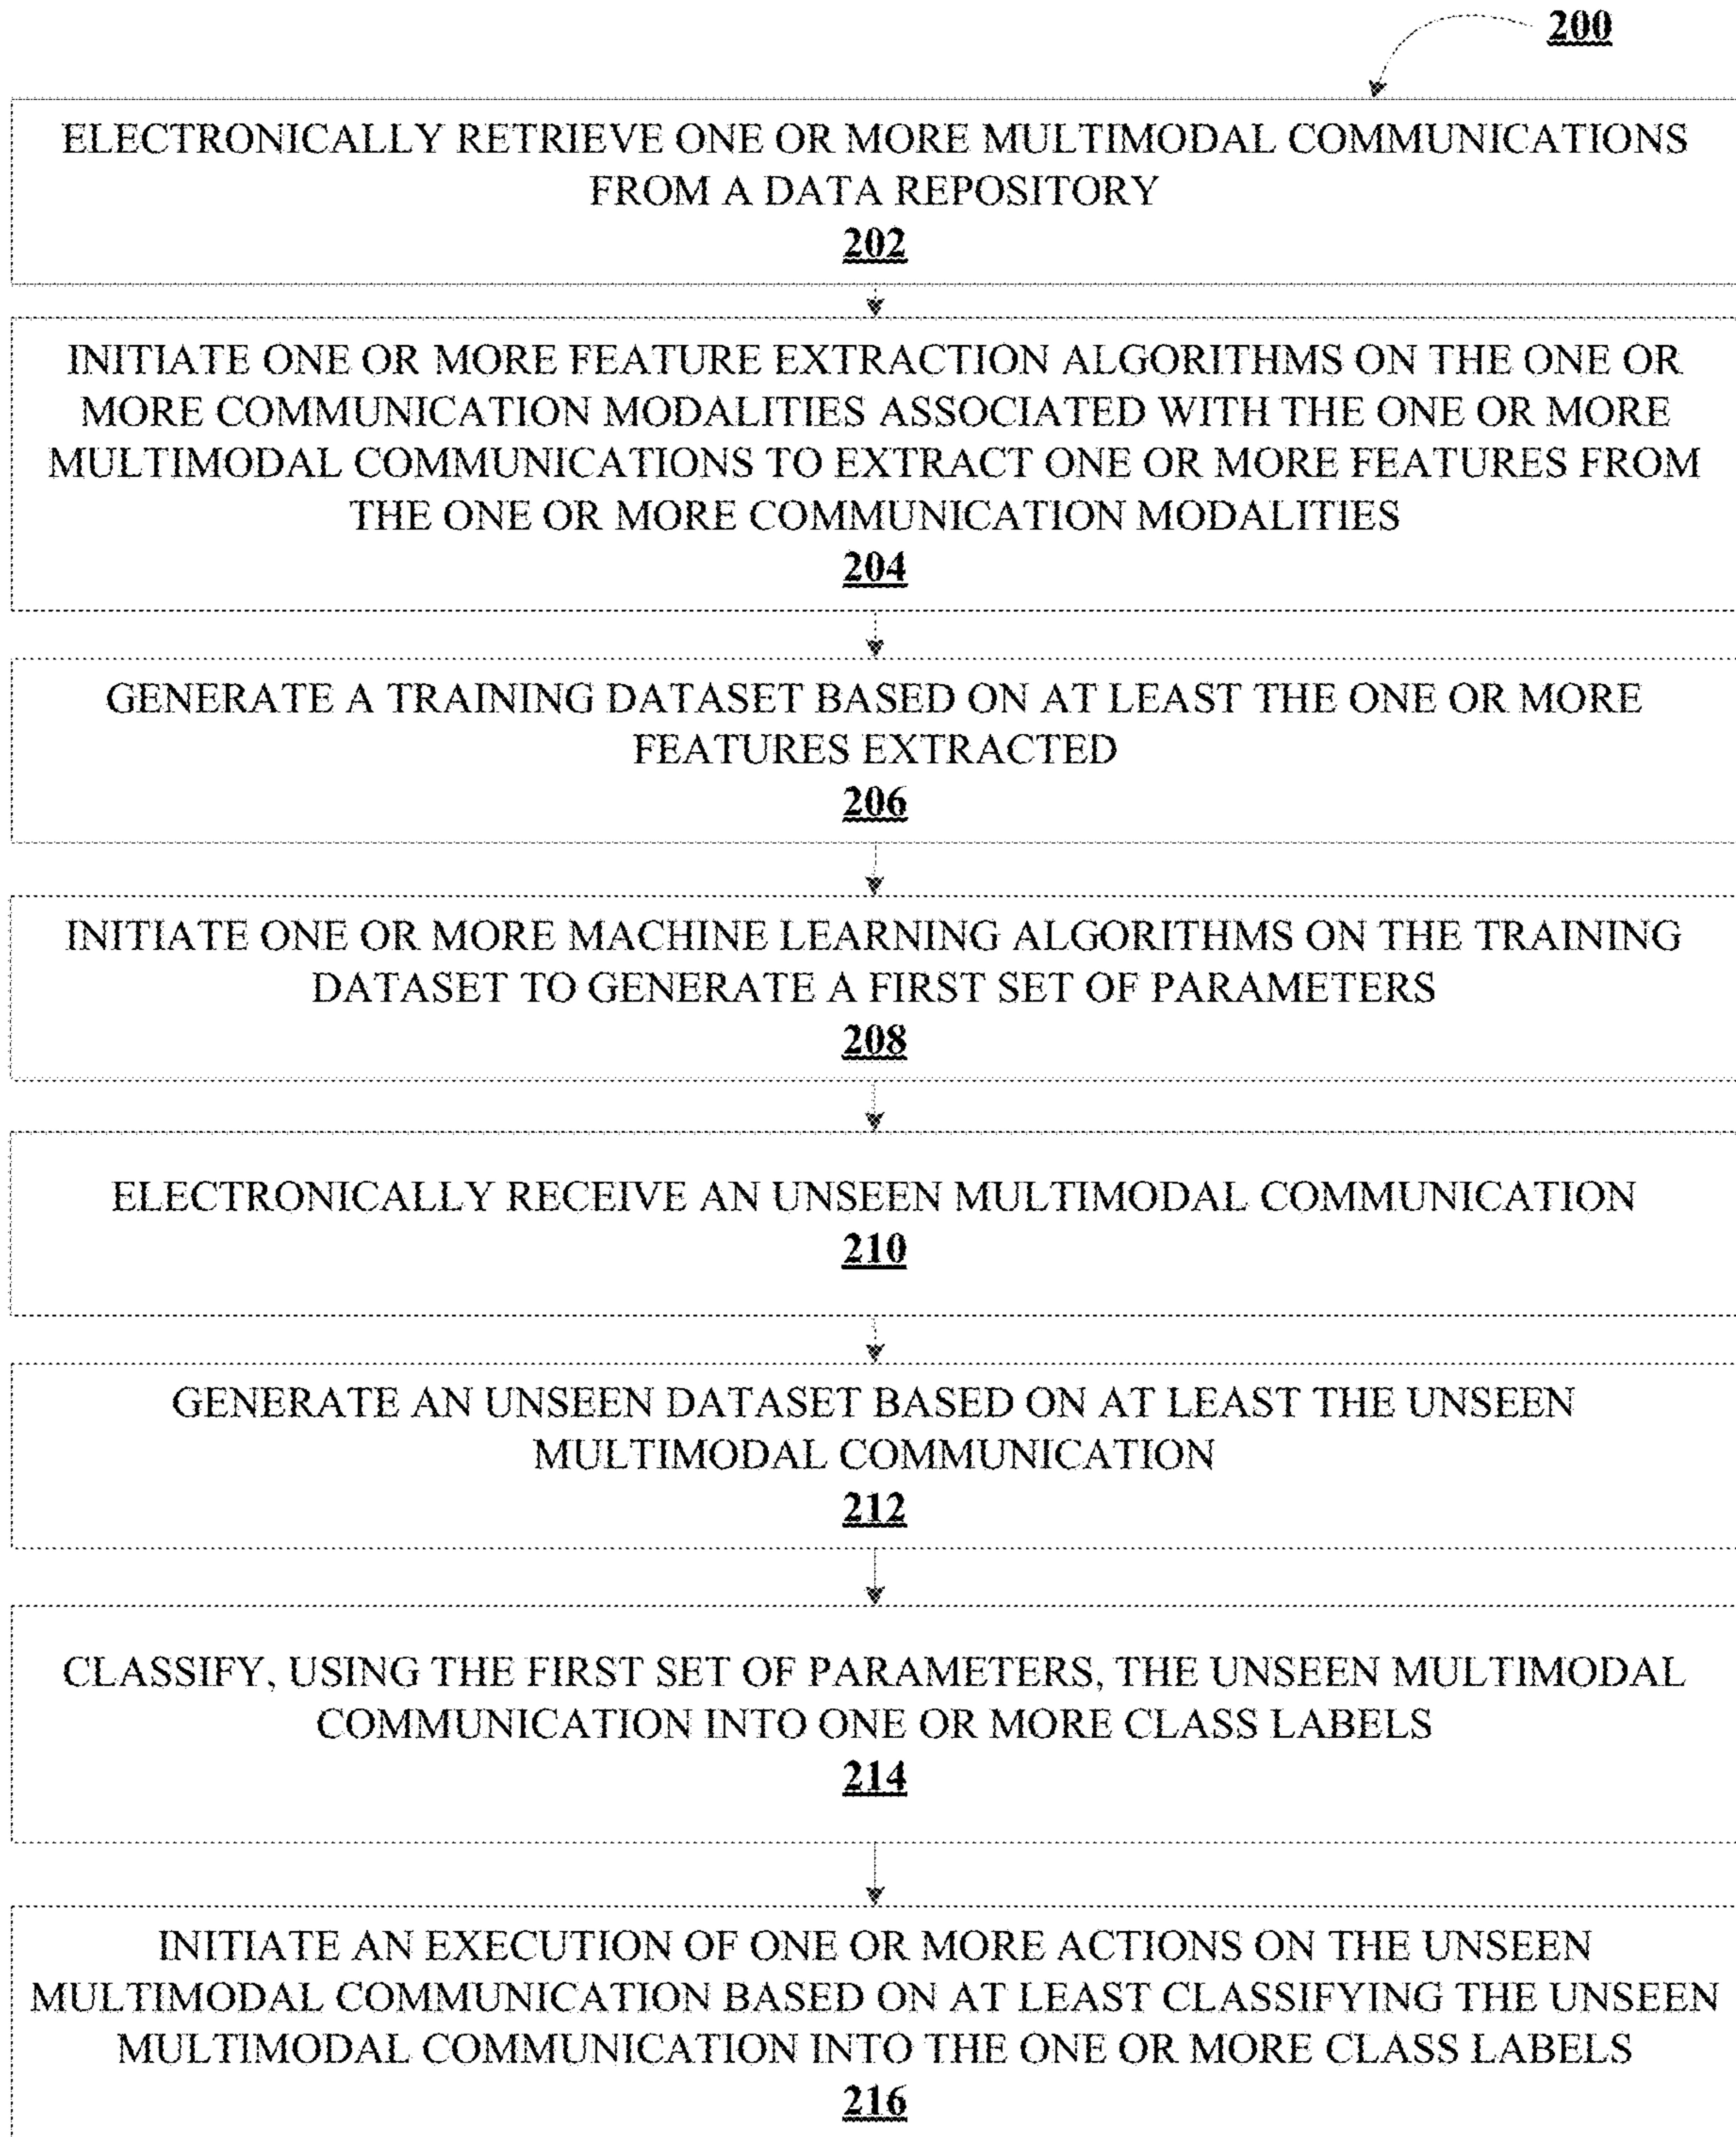 200
ELECTRONICALLY RETRIEVE ONE OR MORE MULTIMODAL COMMUNICATIONS
FROM A DATA REPOSITORY
202
INITIATE ONE OR MORE FEATURE EXTRACTION ALGORITHMS ON THE ONE OR
MORE COMMUNICATION MODALITIES ASSOCIATED WITH THE ONE OR MORE
MULTIMODAL COMMUNICATIONS TO EXTRACT ONE OR MORE FEATURES FROM
THE ONE OR MORE COMMUNICATION MODALITIES
204
GENERATE A TRAINING DATASET BASED ON AT LEAST THE ONE OR MORE
FEATURES EXTRACTED
206
INITIATE ONE OR MORE MACHINE LEARNING ALGORITHMS ON THE TRAINING
DATASET TO GENERATE A FIRST SET OF PARAMETERS
208
ELECTRONICALLY RECEIVE AN UNSEEN MULTIMODAL COMMUNICATION
210
GENERATE AN UNSEEN DATASET BASED ON AT LEAST THE UNSEEN
MULTIMODAL COMMUNICATION
212
CLASSIFY, USING THE FIRST SET OF PARAMETERS, THE UNSEEN MULTIMODAL
COMMUNICATION INTO ONE OR MORE CLASS LABELS
214
INITIATE AN EXECUTION OF ONE OR MORE ACTIONS ON THE UNSEEN
MULTIMODAL COMMUNICATION BASED ON AT LEAST CLASSIFYING THE UNSEEN
MULTIMODAL COMMUNICATION INTO THE ONE OR MORE CLASS LABELS
216